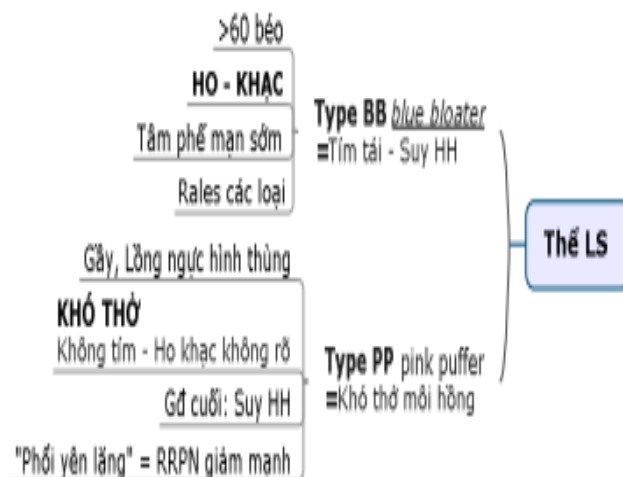 >60 béo
HO - KHẠC
Tâm phế mạn sớm
Rales các loại
Type BB blue bloater
=Tím tái - Suy HH
Thể LS
Gầy, Lồng ngực hình thùng
KHÓ THỞ
Không tím - Ho khạc không rõ
Gđ cuối: Suy HH
"Phổi yên lặng" = RRPN giảm mạnh
Type PP pink puffer
=Khó thở môi hồng